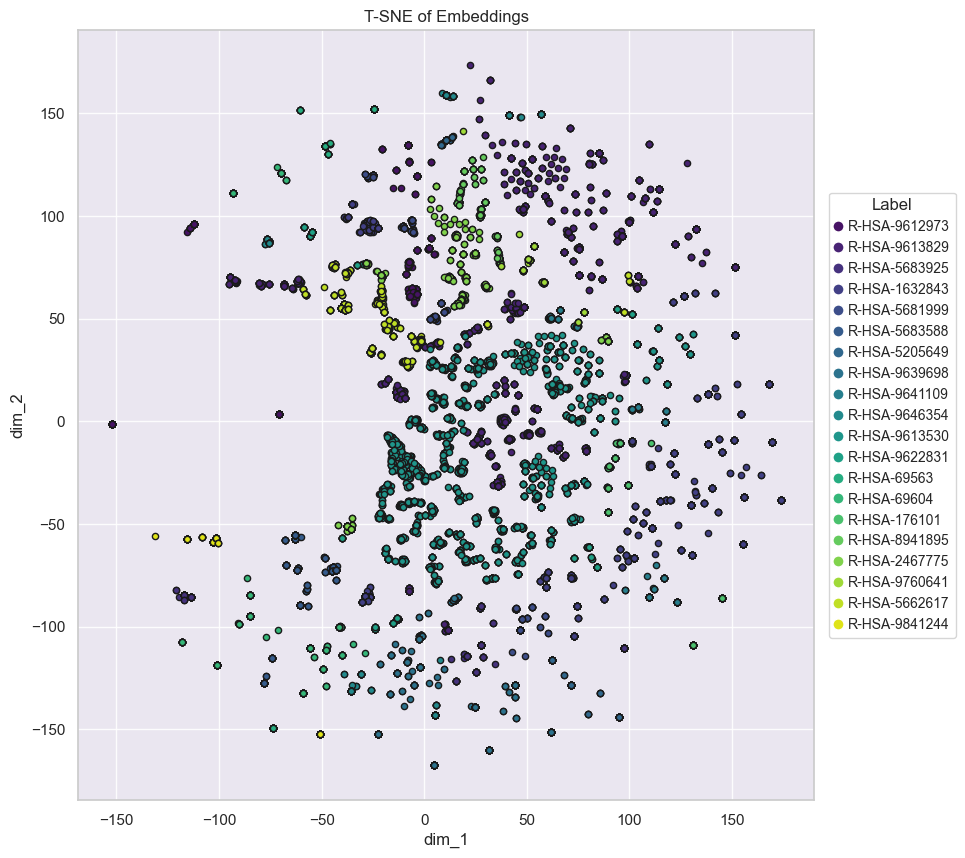 T-SNE of Embeddings
150
100
50
0
−50
−100
−150
dim_2
−150
−100
−50
0
50
100
150
dim_1
Label
R-HSA-9612973
R-HSA-9613829
R-HSA-5683925
R-HSA-1632843
R-HSA-5681999
R-HSA-5683588
R-HSA-5205649
R-HSA-9639698
R-HSA-9641109
R-HSA-9646354
R-HSA-9613530
R-HSA-9622831
R-HSA-69563
R-HSA-69604
R-HSA-176101
R-HSA-8941895
R-HSA-2467775
R-HSA-9760641
R-HSA-5662617
R-HSA-9841244